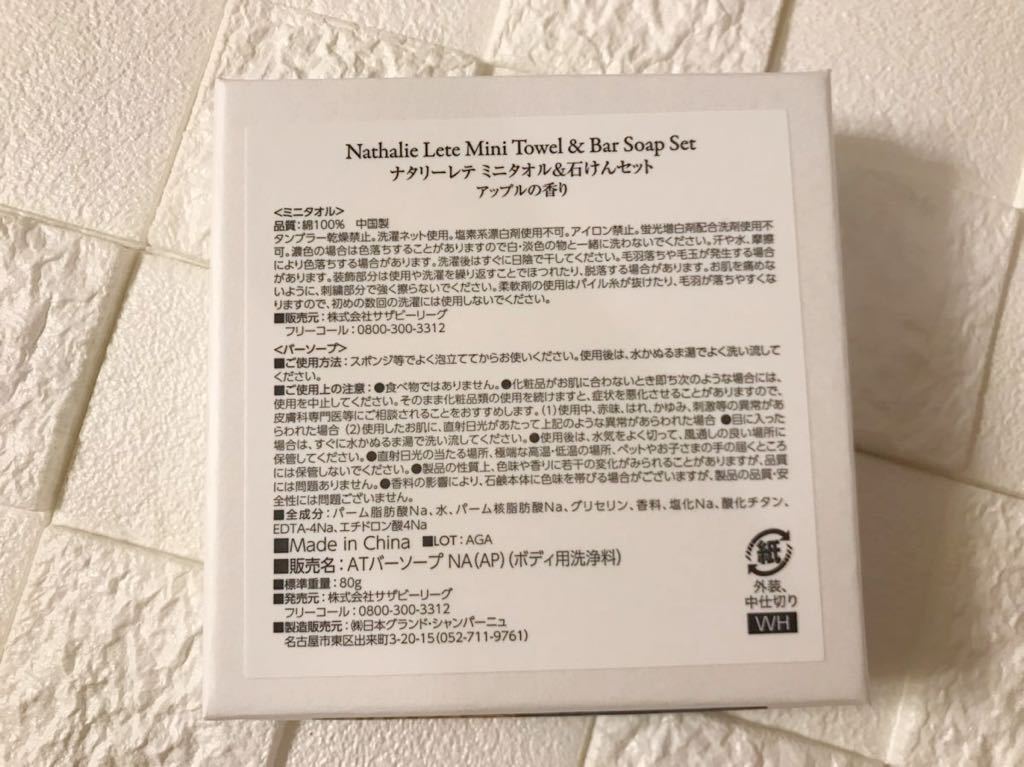 Nathalie Lete Mini Towel & Bar Soap Set
ナタリーレテ ミニタオル&石けんセット
アップルの香り
<ミニタオル>
品質：綿100%　中国製
タンブラー乾燥禁止。洗濯ネット使用。塩素系漂白剤使用不可。アイロン禁止。蛍光増白剤配合洗剤使用不
可。濃色の場合は色落ちすることがありますので白・淡色の物と一緒に洗わないでください。汗や水、摩擦
により色落ちする場合があります。洗濯後はすぐに日陰で干してください。毛羽落ちや毛玉が発生する場合
があります。装飾部分は使用や洗濯を繰り返すことでほつれたり、脱落する場合があります。お肌を痛めな
いように、刺繍部分で強く擦らないでください。柔軟剤の使用はパイル糸が抜けたり、毛羽が落ちやすくな
りますので、初めの数回の洗濯には使用しないでください。
■販売元：株式会社サザビーリーグ
フリーコール：0800-300-3312
<バーソープ>
■ご使用方法：スポンジ等でよく泡立ててからお使いください。使用後は、水かぬるま湯でよく洗い流して
ください。
■ご使用上の注意：●食べ物ではありません。●化粧品がお肌に合わないとき即ち次のような場合には、
使用を中止してください。そのまま化粧品類の使用を続けますと、症状を悪化させることがありますので、
皮膚科専門医等にご相談されることをおすすめします。(1)使用中、赤味、はれ、かゆみ、刺激等の異常があ
らわれた場合 (2)使用したお肌に、直射日光があたって上記のような異常があらわれた場合 ●目に入った
場合は、すぐに水かぬるま湯で洗い流してください。●使用後は、水気をよく切って、風通しの良い場所に
保管してください。●直射日光の当たる場所、極端な高温・低温の場所、ペットやお子さまの手の届くところ
には保管しないでください。●製品の性質上、色味や香りに若干の変化がみられることがありますが、品質
には問題ありません。●香料の影響により、石鹸本体に色味を帯びる場合がございますが、製品の品質・安
全性には問題ございません。
■全成分：パーム脂肪酸Na、水、パーム核脂肪酸Na、グリセリン、香料、塩化Na、酸化チタン、
EDTA-4Na、エチドロン酸4Na
■Made in China　■LOT：AGA
■販売名：ATバーソープ NA(AP)(ボディ用洗浄料)
■標準重量：80g
■発売元：株式会社サザビーリーグ
フリーコール：0800-300-3312
■製造販売元：㈱日本グランド・シャンパーニュ
名古屋市東区出来町3-20-15(052-711-9761)
紙
外装、
中仕切り
WH